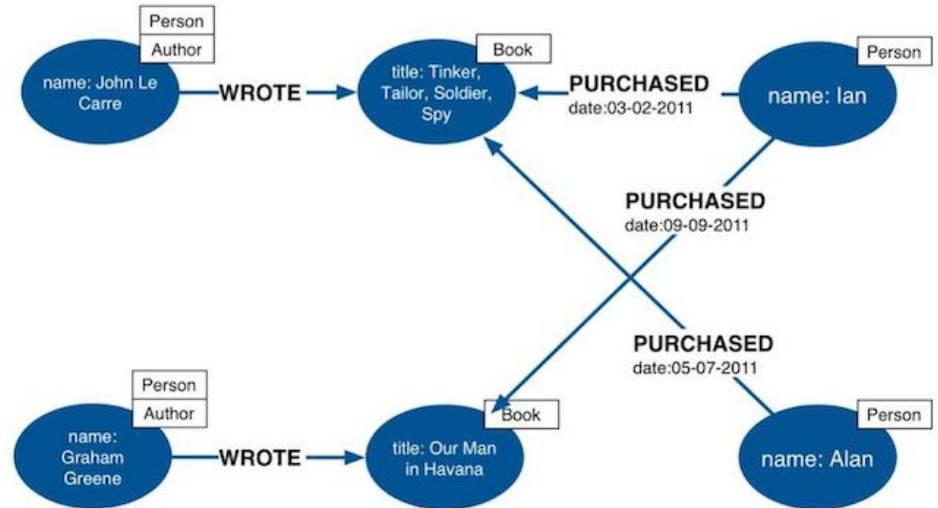 Person
Author
name: John Le
Carre
WROTE
Book
title: Tinker,
Tailor, Soldier,
Spy
PURCHASED
date:03-02-2011
Person
name: Ian
PURCHASED
date:09-09-2011
PURCHASED
date:05-07-2011
Person
Author
name:
Graham
Greene
WROTE
Book
title: Our Man
in Havana
Person
name: Alan